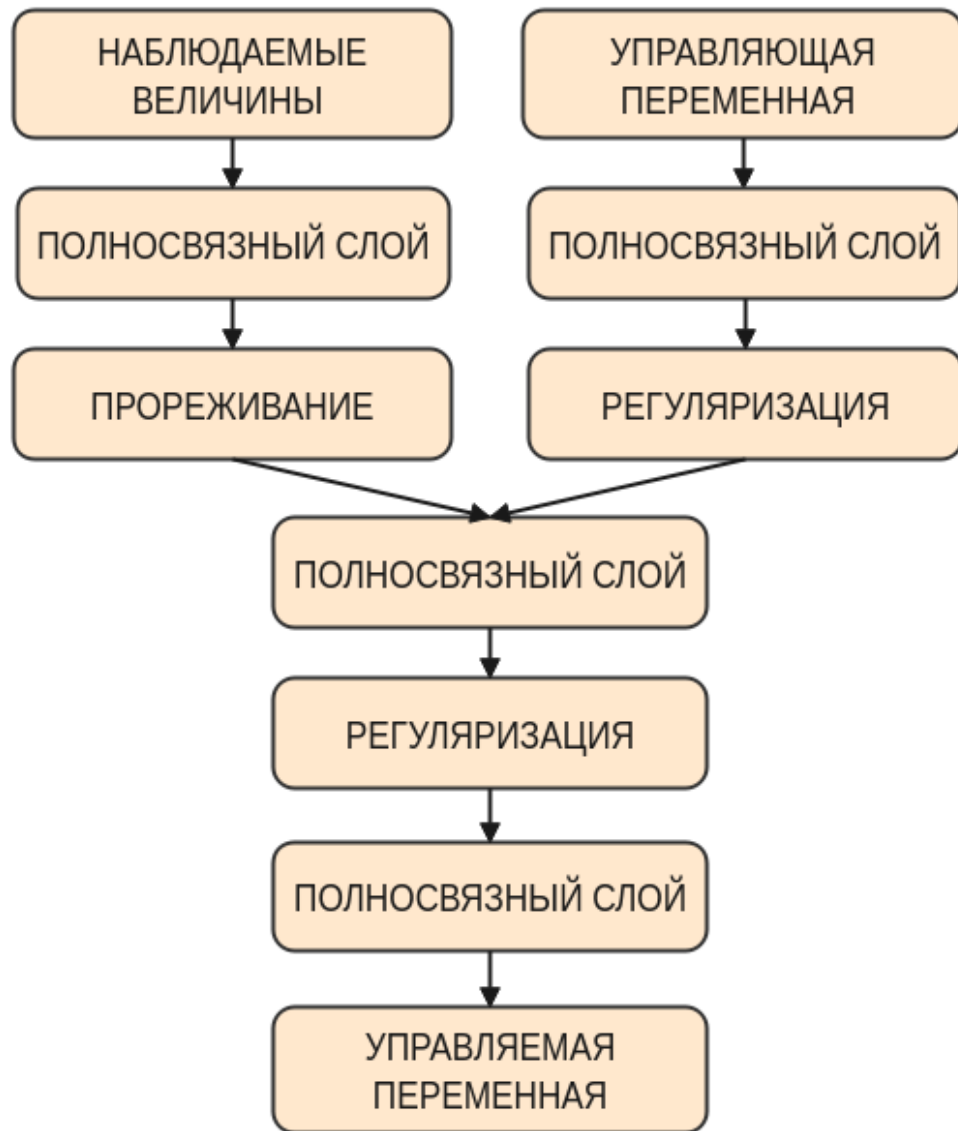 НАБЛЮДАЕМЫЕ
ВЕЛИЧИНЫ
УПРАВЛЯЮЩАЯ
ПЕРЕМЕННАЯ
ПОЛНОСВЯЗНЫЙ СЛОЙ
ПОЛНОСВЯЗНЫЙ СЛОЙ
ПРОРЕЖИВАНИЕ
РЕГУЛЯРИЗАЦИЯ
ПОЛНОСВЯЗНЫЙ СЛОЙ
РЕГУЛЯРИЗАЦИЯ
ПОЛНОСВЯЗНЫЙ СЛОЙ
УПРАВЛЯЕМАЯ
ПЕРЕМЕННАЯ